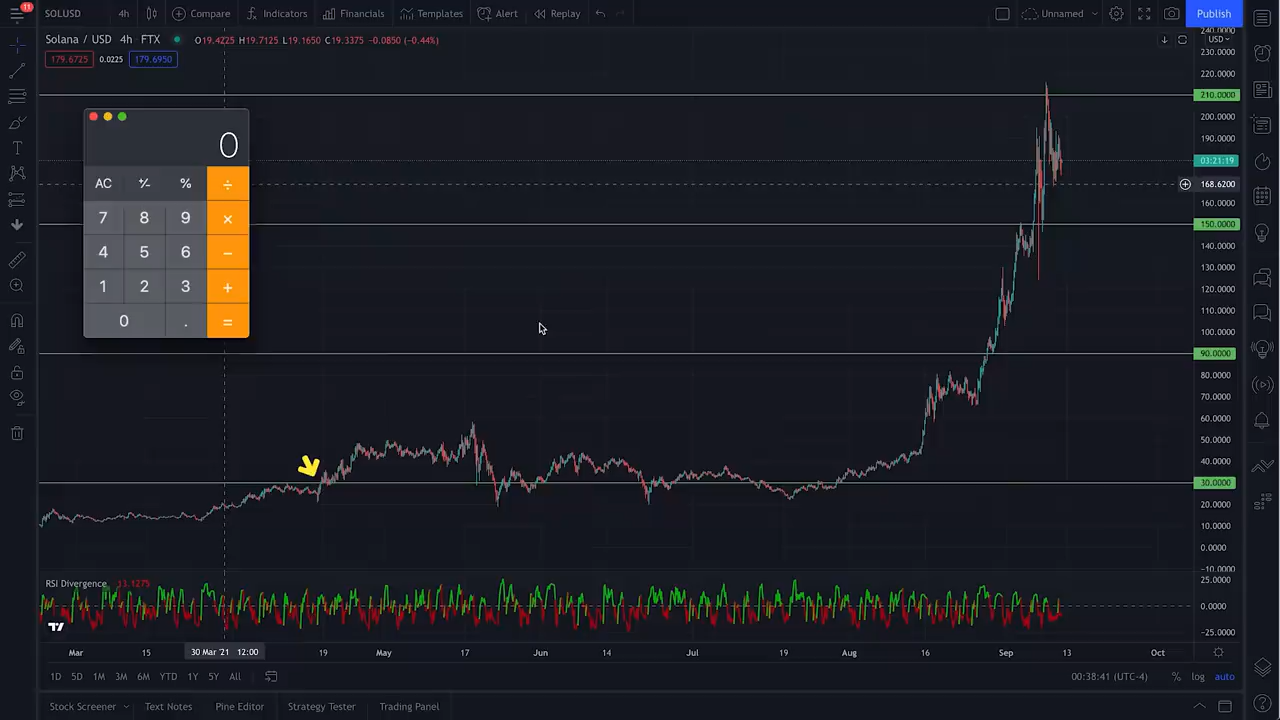 11
SOLUSD 4h Compare Indicators Financials Templates Alert Replay Unnamed Publish
Solana / USD 4h FTX O19.4225 H19.7125 L19.1650 C19.3375 -0.0850 (-0.44%)
179.6725 0.0225 179.6950
USD
240.0000
230.0000
220.0000
210.0000
200.0000
190.0000
03:21:19
168.6200
160.0000
150.0000
140.0000
130.0000
120.0000
110.0000
100.0000
90.0000
80.0000
70.0000
60.0000
50.0000
40.0000
30.0000
20.0000
10.0000
0.0000
-10.0000
0
AC +/- % ÷
7 8 9 ×
4 5 6 −
1 2 3 +
0 . =
RSI Divergence 13.1275
25.0000
0.0000
-25.0000
Mar 15 30 Mar '21 12:00 19 May 17 Jun 14 Jul 19 Aug 16 Sep 13 Oct
1D 5D 1M 3M 6M YTD 1Y 5Y All 00:38:41 (UTC-4) % log auto
Stock Screener Text Notes Pine Editor Strategy Tester Trading Panel